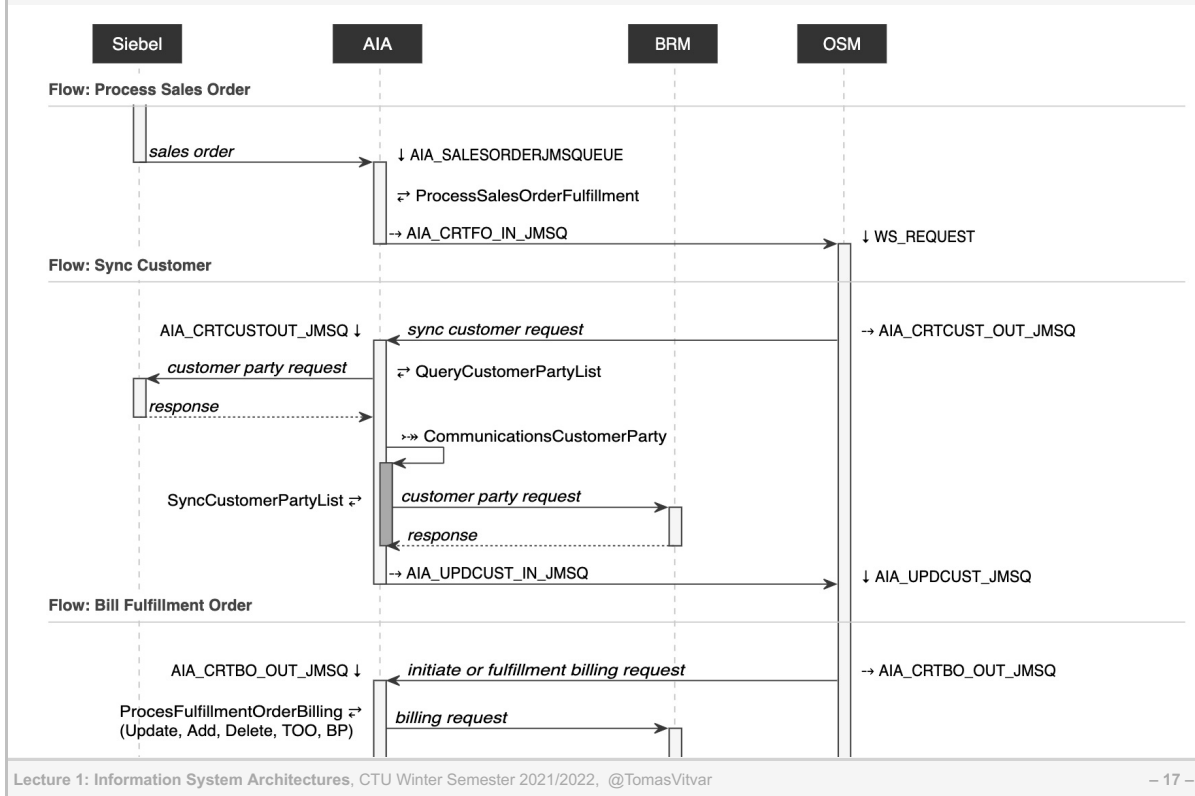 Siebel AIA BRM OSM
Flow: Process Sales Order
sales order
↓ AIA_SALESORDERJMSQUEUE
⇄ ProcessSalesOrderFulfillment
⇢ AIA_CRTFO_IN_JMSQ
↓ WS_REQUEST
Flow: Sync Customer
AIA_CRTCUSTOUT_JMSQ ↓
sync customer request
⇢ AIA_CRTCUST_OUT_JMSQ
customer party request
⇄ QueryCustomerPartyList
response
⤐ CommunicationsCustomerParty
SyncCustomerPartyList ⇄
customer party request
response
⇢ AIA_UPDCUST_IN_JMSQ
↓ AIA_UPDCUST_JMSQ
Flow: Bill Fulfillment Order
AIA_CRTBO_OUT_JMSQ ↓
initiate or fulfillment billing request
⇢ AIA_CRTBO_OUT_JMSQ
ProcesFulfillmentOrderBilling ⇄
(Update, Add, Delete, TOO, BP)
billing request
Lecture 1: Information System Architectures, CTU Winter Semester 2021/2022, @TomasVitvar
– 17 –